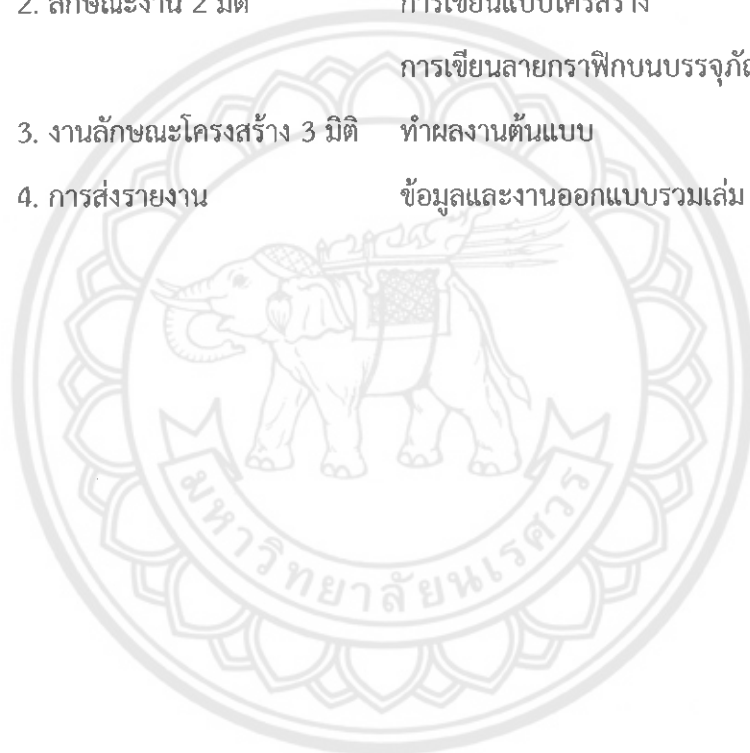 2. ลักษณะงาน 2 มิติ การเขียนแบบโครงสร้าง
การเขียนลายกราฟิกบนบรรจุภัณ
3. งานลักษณะโครงสร้าง 3 มิติ ทำผลงานต้นแบบ
4. การส่งรายงาน ข้อมูลและงานออกแบบรวมเล่ม
มหาวิทยาลัยนเรศวร